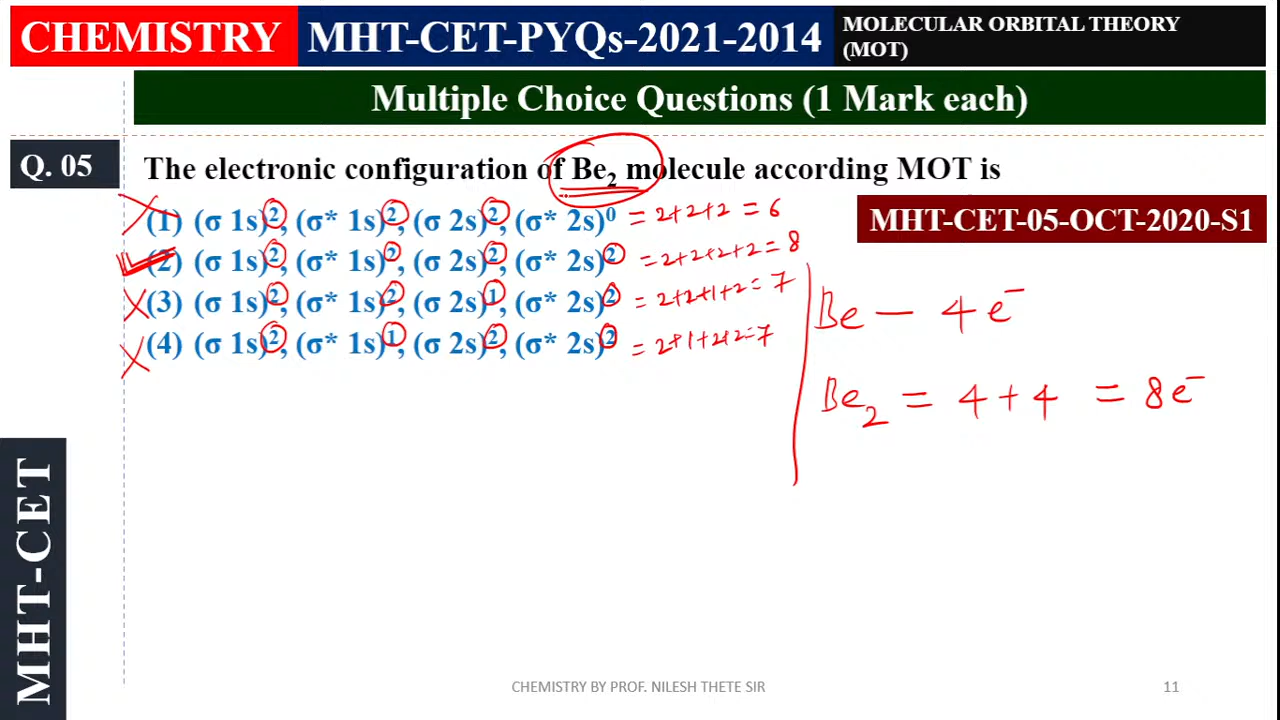 CHEMISTRY MHT-CET-PYQs-2021-2014 MOLECULAR ORBITAL THEORY
(MOT)
Multiple Choice Questions (1 Mark each)
Q. 05 The electronic configuration of Be₂ molecule according MOT is
(1) (σ 1s)², (σ* 1s)², (σ 2s)², (σ* 2s)⁰ = 2+2+2 = 6
MHT-CET-05-OCT-2020-S1
(2) (σ 1s)², (σ* 1s)², (σ 2s)², (σ* 2s)² = 2+2+2+2 = 8
(3) (σ 1s)², (σ* 1s)², (σ 2s)¹, (σ* 2s)² = 2+2+1+2 = 7
(4) (σ 1s)², (σ* 1s)¹, (σ 2s)², (σ* 2s)² = 2+1+2+2=7
Be — 4e⁻
Be₂ = 4+4 = 8e⁻
MHT-CET
CHEMISTRY BY PROF. NILESH THETE SIR 11